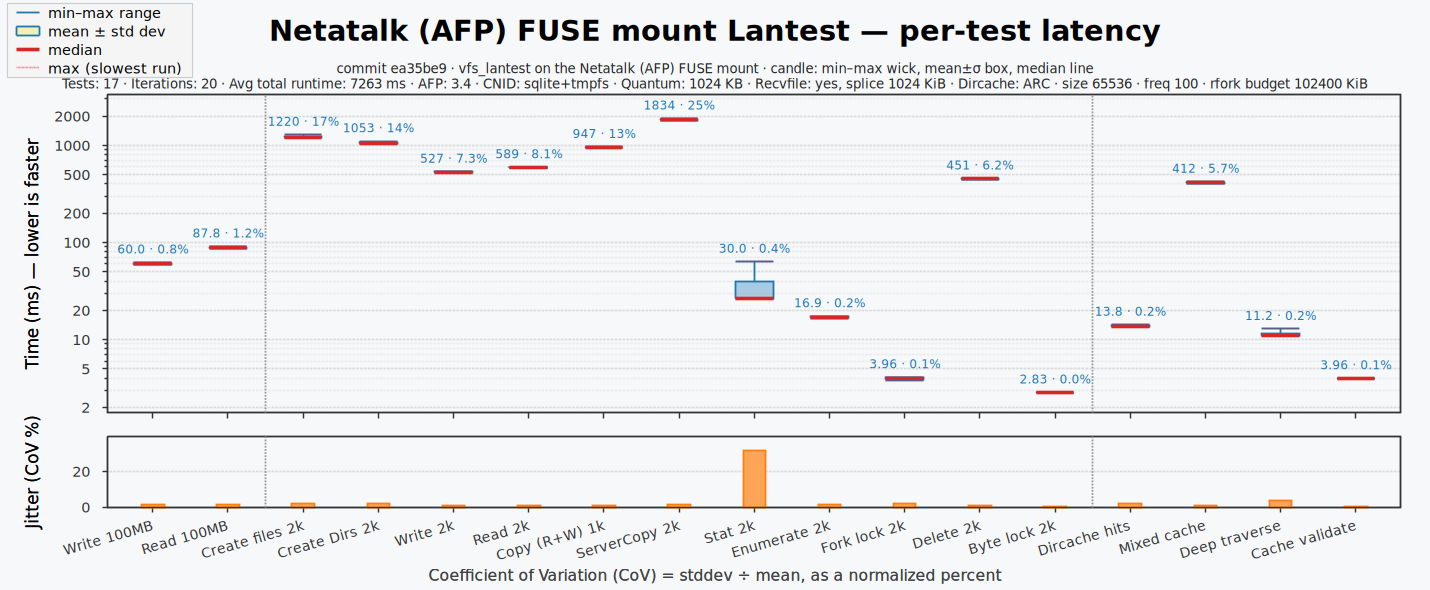 min–max range
mean ± std dev
median
max (slowest run)
Netatalk (AFP) FUSE mount Lantest — per-test latency
commit ea35be9 · vfs_lantest on the Netatalk (AFP) FUSE mount · candle: min–max wick, mean±σ box, median line
Tests: 17 · Iterations: 20 · Avg total runtime: 7263 ms · AFP: 3.4 · CNID: sqlite+tmpfs · Quantum: 1024 KB · Recvfile: yes, splice 1024 KiB · Dircache: ARC · size 65536 · freq 100 · rfork budget 102400 KiB
Time (ms) — lower is faster
2000
1000
500
200
100
50
20
10
5
2
60.0 · 0.8%
87.8 · 1.2%
1220 · 17%
1053 · 14%
527 · 7.3%
589 · 8.1%
947 · 13%
1834 · 25%
30.0 · 0.4%
16.9 · 0.2%
3.96 · 0.1%
451 · 6.2%
2.83 · 0.0%
13.8 · 0.2%
412 · 5.7%
11.2 · 0.2%
3.96 · 0.1%
Jitter (CoV %)
20
0
Write 100MB
Read 100MB
Create files 2k
Create Dirs 2k
Write 2k
Read 2k
Copy (R+W) 1k
ServerCopy 2k
Stat 2k
Enumerate 2k
Fork lock 2k
Delete 2k
Byte lock 2k
Dircache hits
Mixed cache
Deep traverse
Cache validate
Coefficient of Variation (CoV) = stddev ÷ mean, as a normalized percent